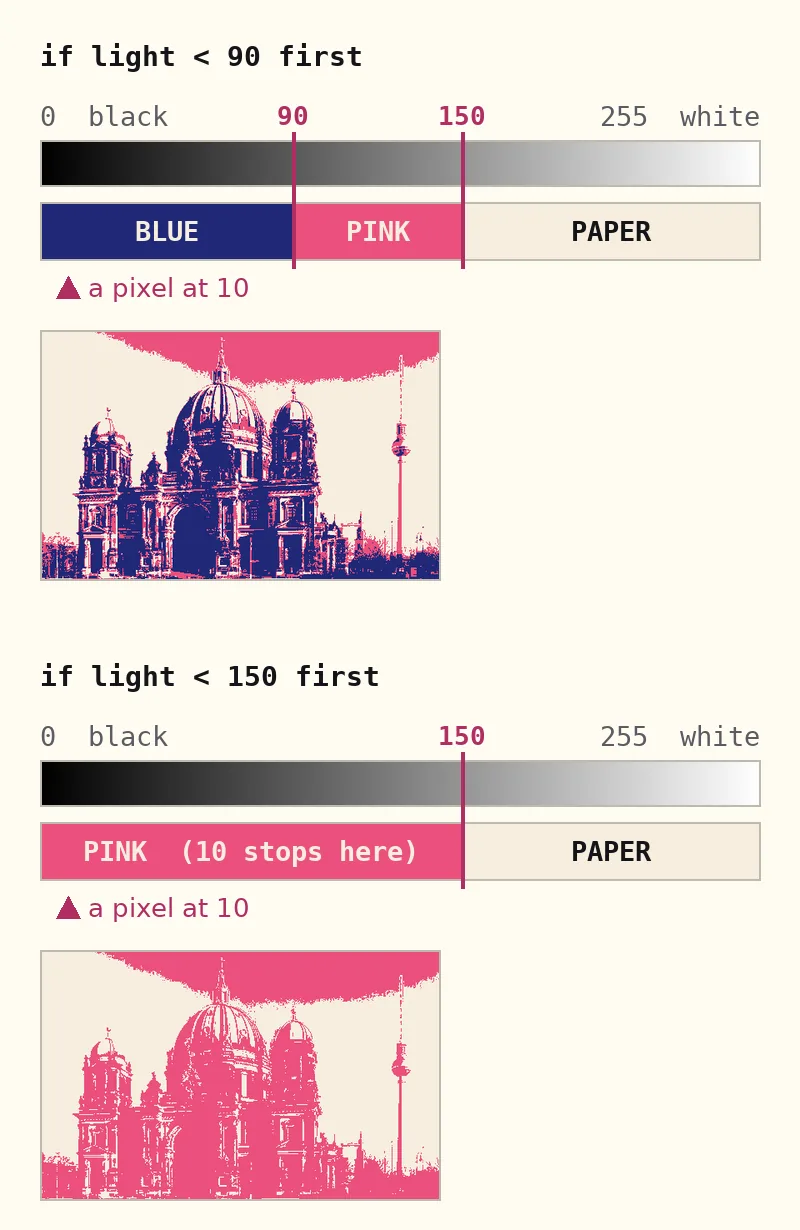 if light < 90 first
0  black  90  150  255  white
BLUE  PINK  PAPER
a pixel at 10
if light < 150 first
0  black  150  255  white
PINK  (10 stops here)  PAPER
a pixel at 10